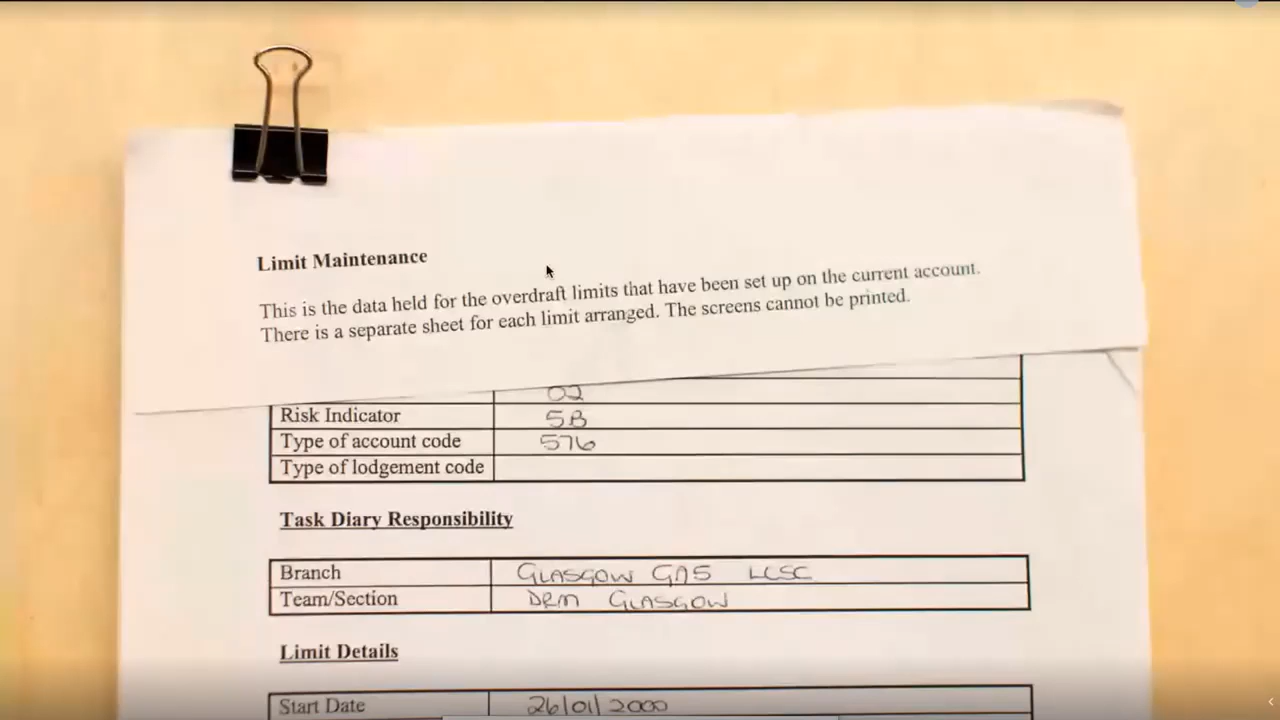 Limit Maintenance
This is the data held for the overdraft limits that have been set up on the current account.
There is a separate sheet for each limit arranged. The screens cannot be printed.
02
Risk Indicator 5B
Type of account code 576
Type of lodgement code
Task Diary Responsibility
Branch GLASGOW GMS LCSC
Team/Section DRM GLASGOW
Limit Details
Start Date 26/01/2000